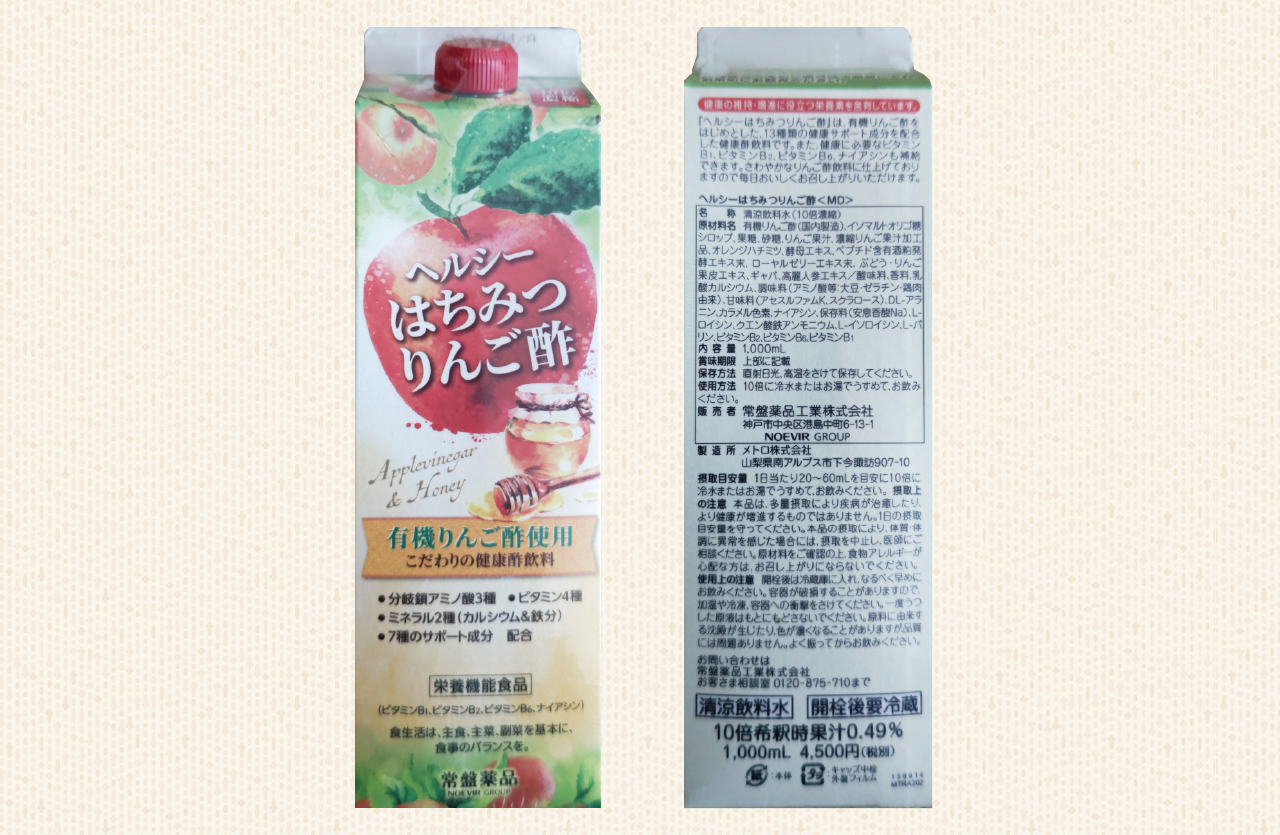 ヘルシー
はちみつ
りんご酢
Applevinegar
& Honey
有機りんご酢使用
こだわりの健康酢飲料
●分岐鎖アミノ酸3種 ●ビタミン4種
●ミネラル2種(カルシウム&鉄分)
●7種のサポート成分 配合
栄養機能食品
(ビタミンB1、ビタミンB2、ビタミンB6、ナイアシン)
食生活は、主食、主菜、副菜を基本に、
食事のバランスを。
常盤薬品
NOEVIR GROUP
健康の維持・増進に役立つ栄養素を含有しています。
『ヘルシーはちみつりんご酢』は、有機りんご酢を
はじめとした、13種類の健康サポート成分を配合
した健康酢飲料です。また、健康に必要なビタミン
B1、ビタミンB2、ビタミンB6、ナイアシンも補給
できます。さわやかなりんご酢飲料に仕上げており
ますので毎日おいしくお召し上がりいただけます。
ヘルシーはちみつりんご酢<MD>
名 称 清涼飲料水(10倍濃縮)
原材料名 有機りんご酢(国内製造)、イソマルトオリゴ糖
シロップ、果糖、砂糖、りんご果汁、濃縮りんご果汁加工
品、オレンジハチミツ、酵母エキス、ペプチド含有酒粕発
酵エキス末、ローヤルゼリーエキス末、ぶどう・りんご
果皮エキス、ギャバ、高麗人参エキス/酸味料、香料、乳
酸カルシウム、調味料(アミノ酸等:大豆・ゼラチン・鶏肉
由来)、甘味料(アセスルファムK、スクラロース)、DL-アラ
ニン、カラメル色素、ナイアシン、保存料(安息香酸Na)、L-
ロイシン、クエン酸鉄アンモニウム、L-イソロイシン、L-バ
リン、ビタミンB2、ビタミンB6、ビタミンB1
内容量 1,000mL
賞味期限 上部に記載
保存方法 直射日光、高温をさけて保存してください。
使用方法 10倍に冷水またはお湯でうすめて、お飲み
ください。
販売者 常盤薬品工業株式会社
神戸市中央区港島中町6-13-1
NOEVIR GROUP
製造所 メトロ株式会社
山梨県南アルプス市下今諏訪907-10
摂取目安量 1日当たり20〜60mLを目安に10倍に
冷水またはお湯でうすめて、お飲みください。 摂取上
の注意 本品は、多量摂取により疾病が治癒したり、
より健康が増進するものではありません。1日の摂取
目安量を守ってください。本品の摂取により、体質・体
調に異常を感じた場合には、摂取を中止し、医師にご
相談ください。原材料をご確認の上、食物アレルギーが
心配な方は、お召し上がりにならないでください。
使用上の注意 開栓後は冷蔵庫に入れ、なるべく早めに
お飲みください。容器が破損することがありますので、
加温や冷凍、容器への衝撃をさけてください。一度うつ
した原液はもとにもどさないでください。原料に由来す
る沈殿が生じたり、色が濃くなることがありますが品質
には問題ありません。よく振ってからお飲みください。
お問い合わせは
常盤薬品工業株式会社
お客さま相談室 0120-875-710まで
清涼飲料水 開栓後要冷蔵
10倍希釈時果汁0.49%
1,000mL 4,500円(税別)
紙:本体 プラ:キャップ・中栓
外装フィルム